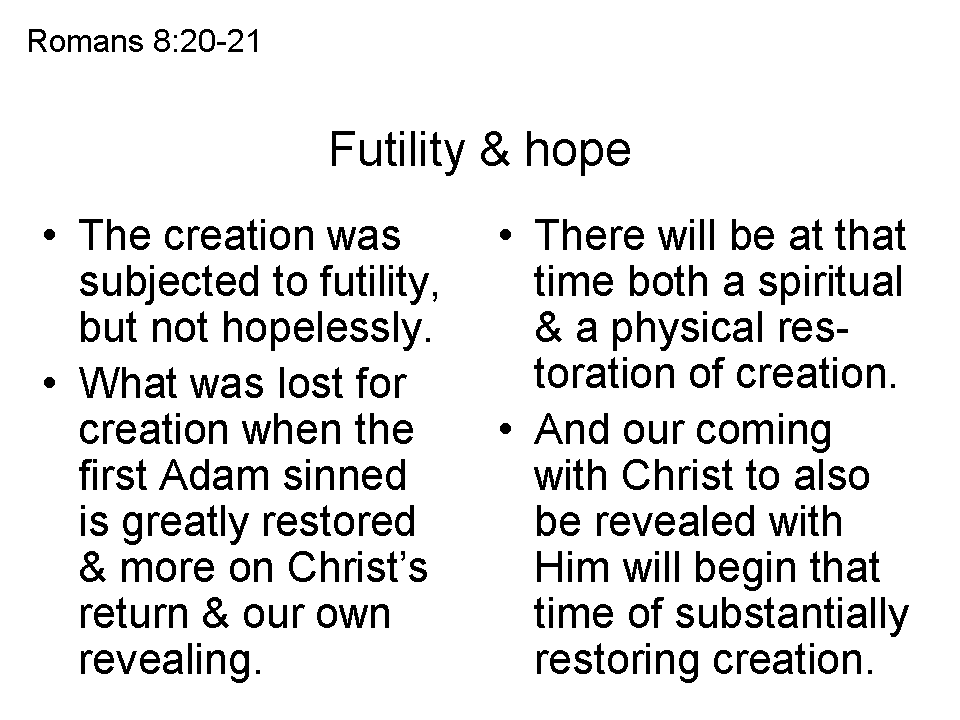 Romans 8:20-21
Futility & hope
• The creation was
subjected to futility,
but not hopelessly.
• What was lost for
creation when the
first Adam sinned
is greatly restored
& more on Christ's
return & our own
revealing.
• There will be at that
time both a spiritual
& a physical res-
toration of creation.
• And our coming
with Christ to also
be revealed with
Him will begin that
time of substantially
restoring creation.